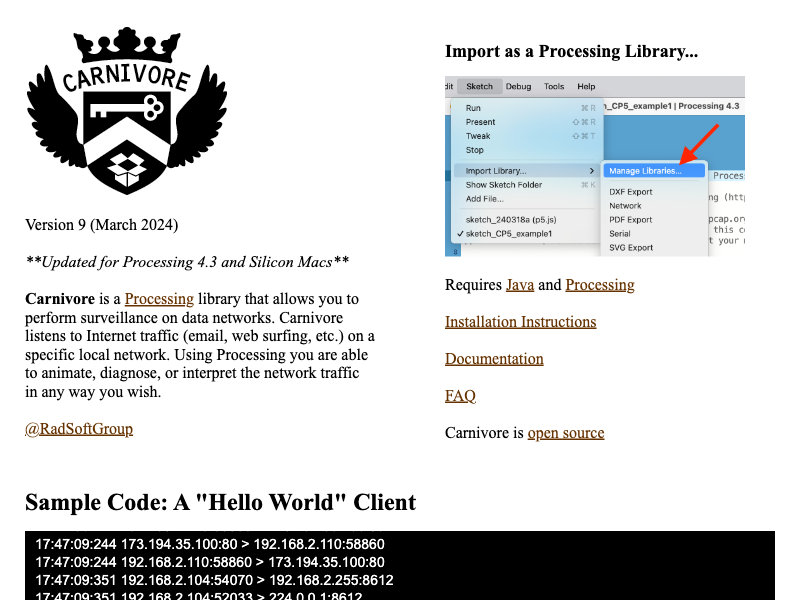 CARNIVORE
Version 9 (March 2024)
**Updated for Processing 4.3 and Silicon Macs**
Carnivore is a Processing library that allows you to
perform surveillance on data networks. Carnivore
listens to Internet traffic (email, web surfing, etc.) on a
specific local network. Using Processing you are able
to animate, diagnose, or interpret the network traffic
in any way you wish.
@RadSoftGroup
Import as a Processing Library...
dit Sketch Debug Tools Help
_CP5_example1 | Processing 4.3
Run ⌘ R
Present ⇧⌘ R
Tweak ⇧⌘ T
Stop
Import Library... >
Show Sketch Folder ⌘ K
Add File...
sketch_240318a (p5.js)
✓ sketch_CP5_example1
8
Manage Libraries...
DXF Export
Network
PDF Export
Serial
SVG Export
Proces
ng (htt
pcap.or
this co
t your n
Requires Java and Processing
Installation Instructions
Documentation
FAQ
Carnivore is open source
Sample Code: A "Hello World" Client
17:47:09:244 173.194.35.100:80 > 192.168.2.110:58860
17:47:09:244 192.168.2.110:58860 > 173.194.35.100:80
17:47:09:351 192.168.2.104:54070 > 192.168.2.255:8612
17:47:09:351 192.168.2.104:52033 > 224.0.0.1:8612